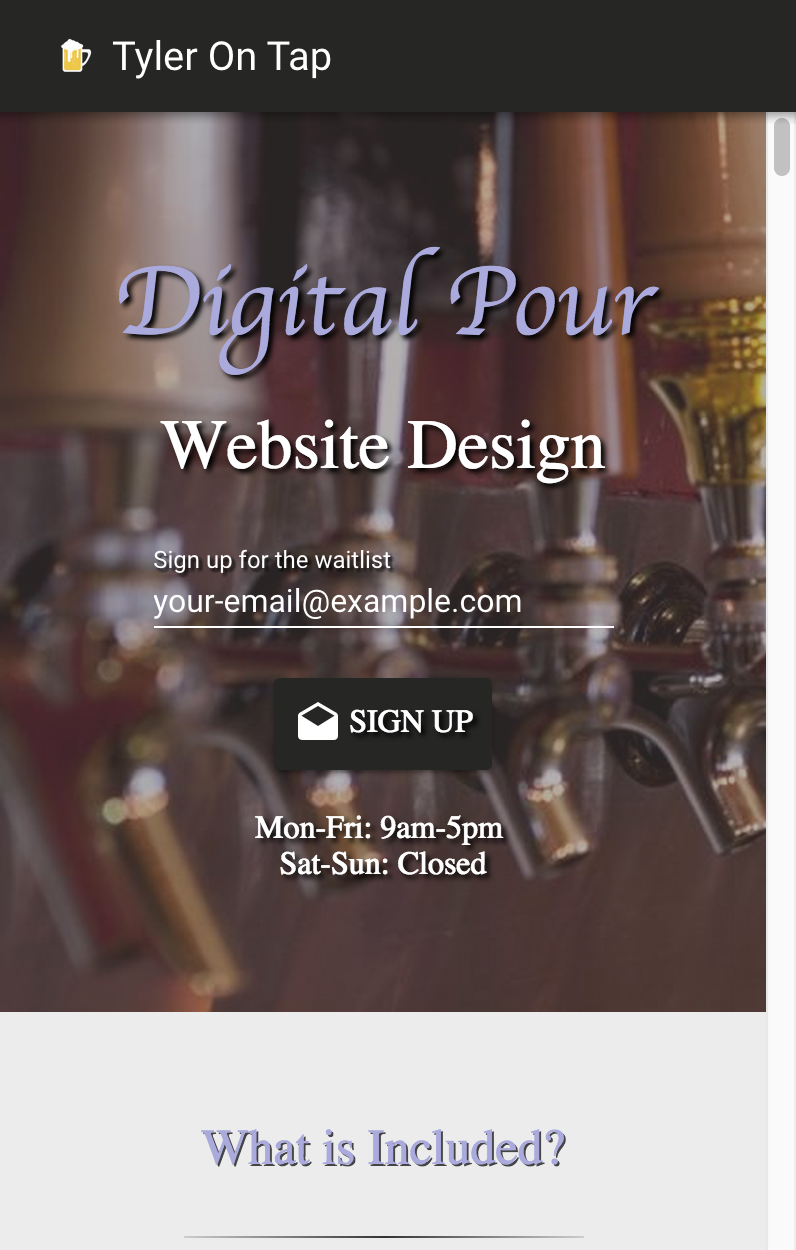 Tyler On Tap
Digital Pour
Website Design
Sign up for the waitlist
your-email@example.com
SIGN UP
Mon-Fri: 9am-5pm
Sat-Sun: Closed
What is Included?